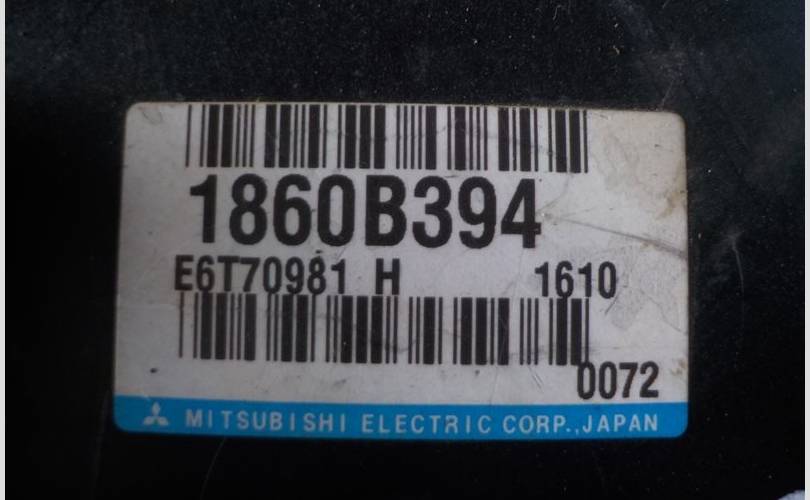 1860B394
E6T70981 H 1610
0072
MITSUBISHI ELECTRIC CORP.,JAPAN